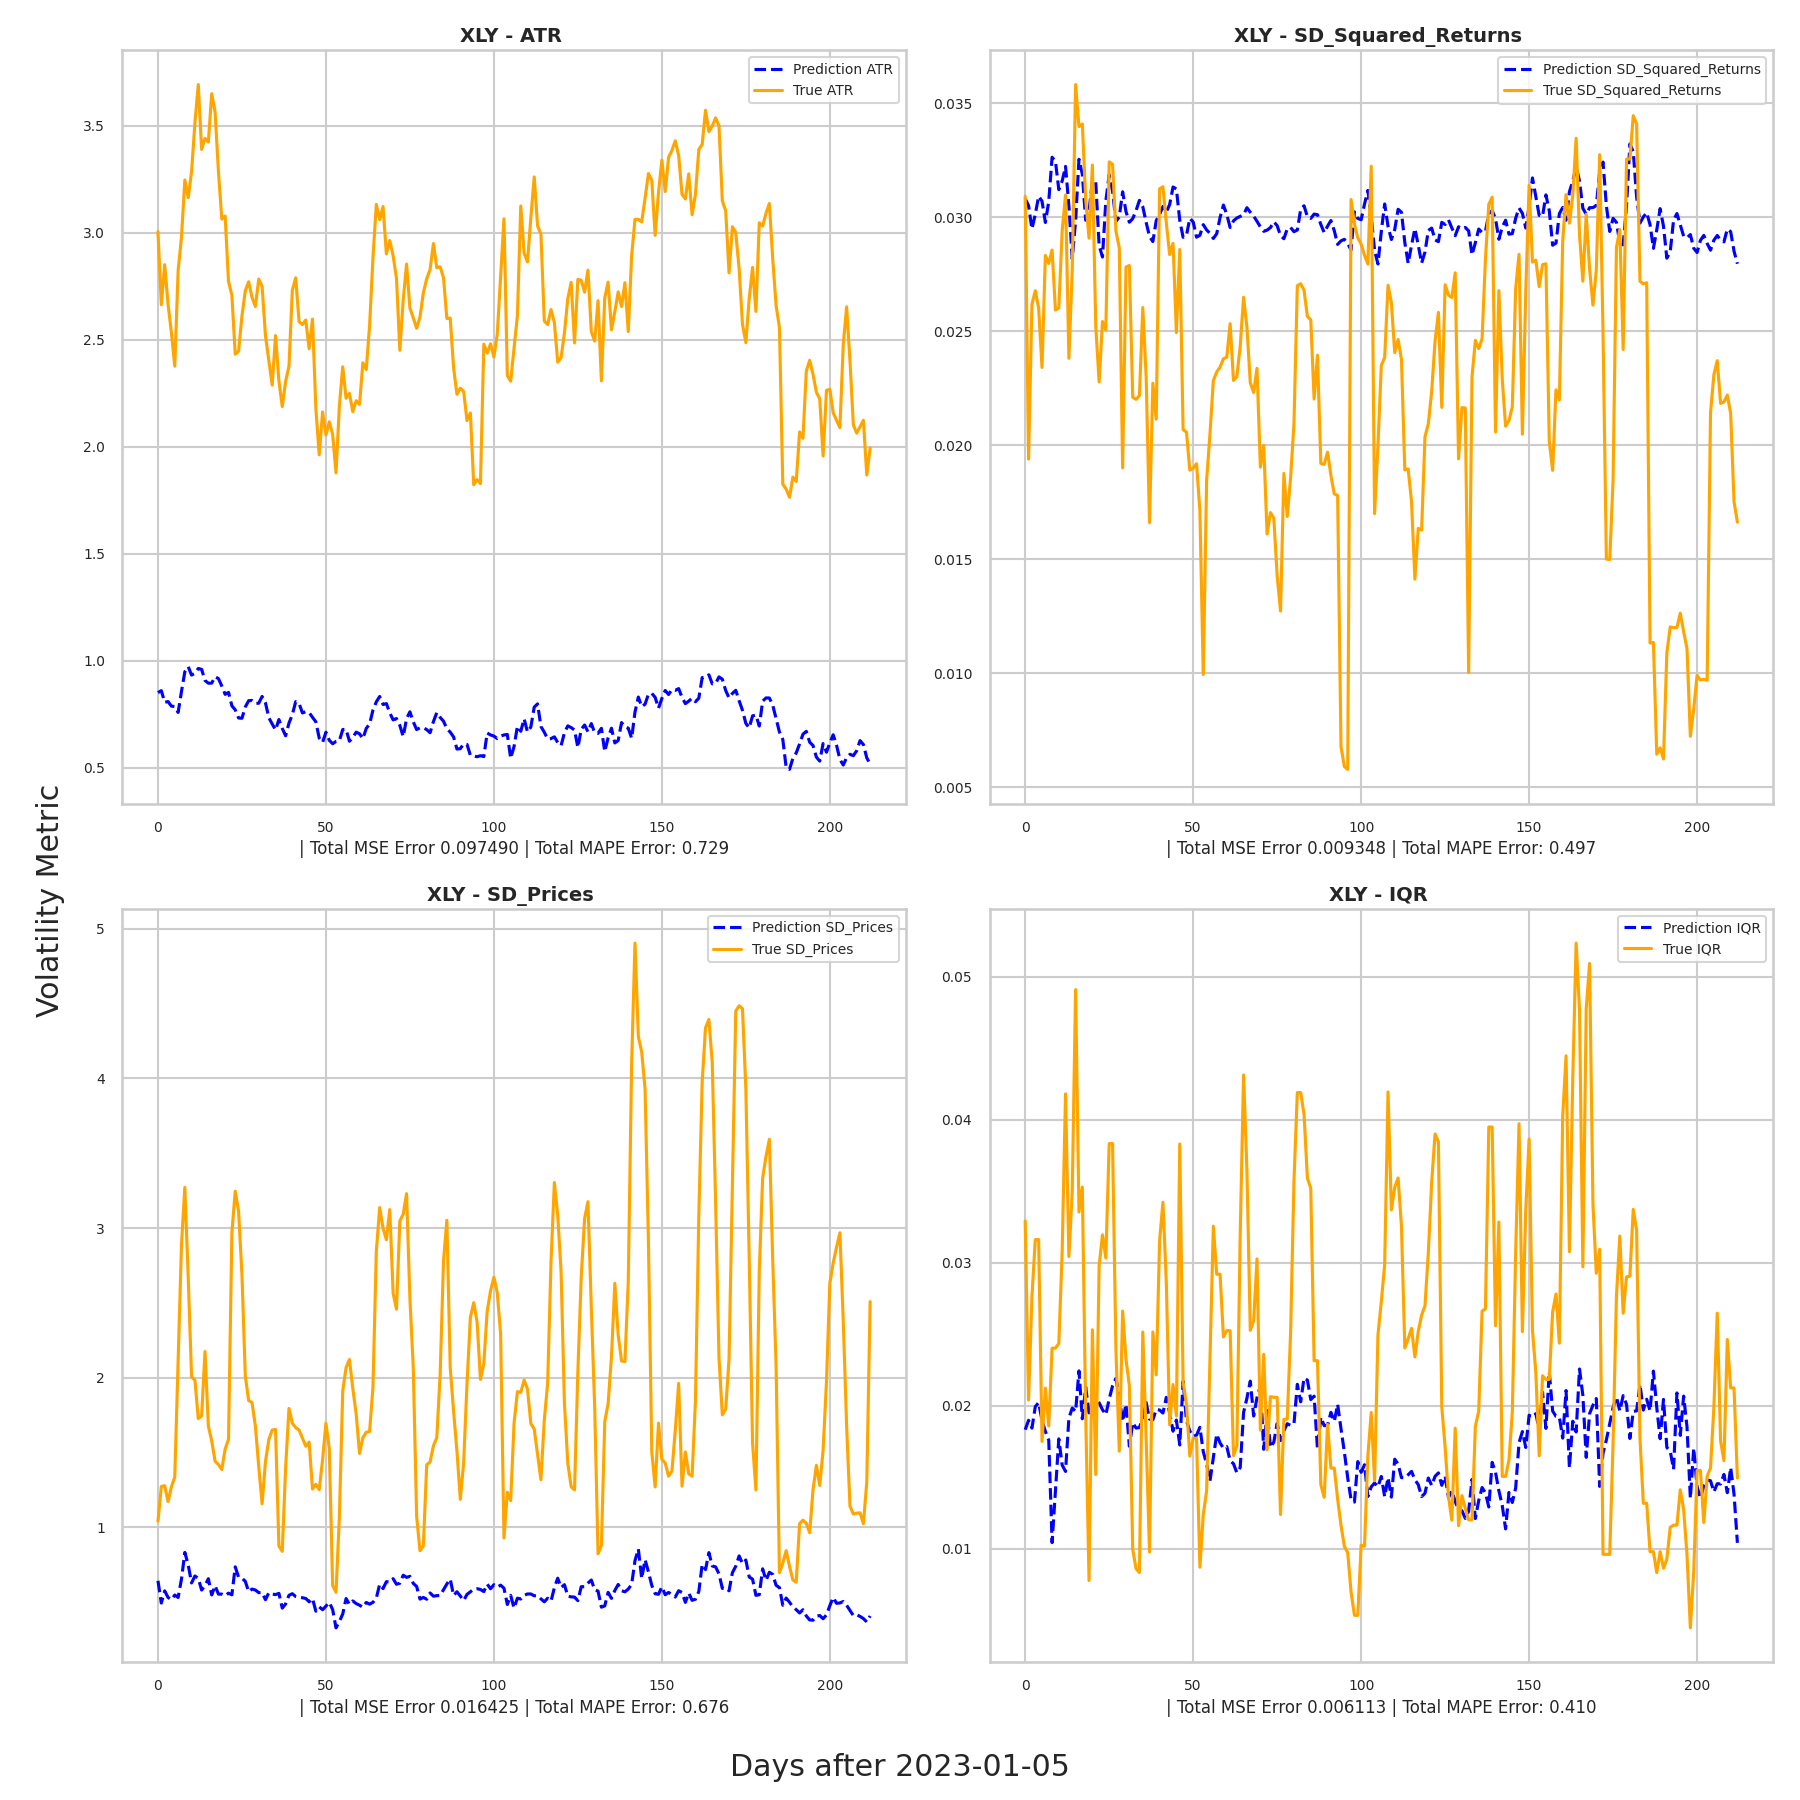 XLY - ATR
Prediction ATR
True ATR
3.5
3.0
2.5
2.0
1.5
1.0
0.5
0
50
100
150
200
| Total MSE Error 0.097490 | Total MAPE Error: 0.729
XLY - SD_Squared_Returns
Prediction SD_Squared_Returns
True SD_Squared_Returns
0.035
0.030
0.025
0.020
0.015
0.010
0.005
0
50
100
150
200
| Total MSE Error 0.009348 | Total MAPE Error: 0.497
Volatility Metric
XLY - SD_Prices
Prediction SD_Prices
True SD_Prices
5
4
3
2
1
0
50
100
150
200
| Total MSE Error 0.016425 | Total MAPE Error: 0.676
XLY - IQR
Prediction IQR
True IQR
0.05
0.04
0.03
0.02
0.01
0
50
100
150
200
| Total MSE Error 0.006113 | Total MAPE Error: 0.410
Days after 2023-01-05